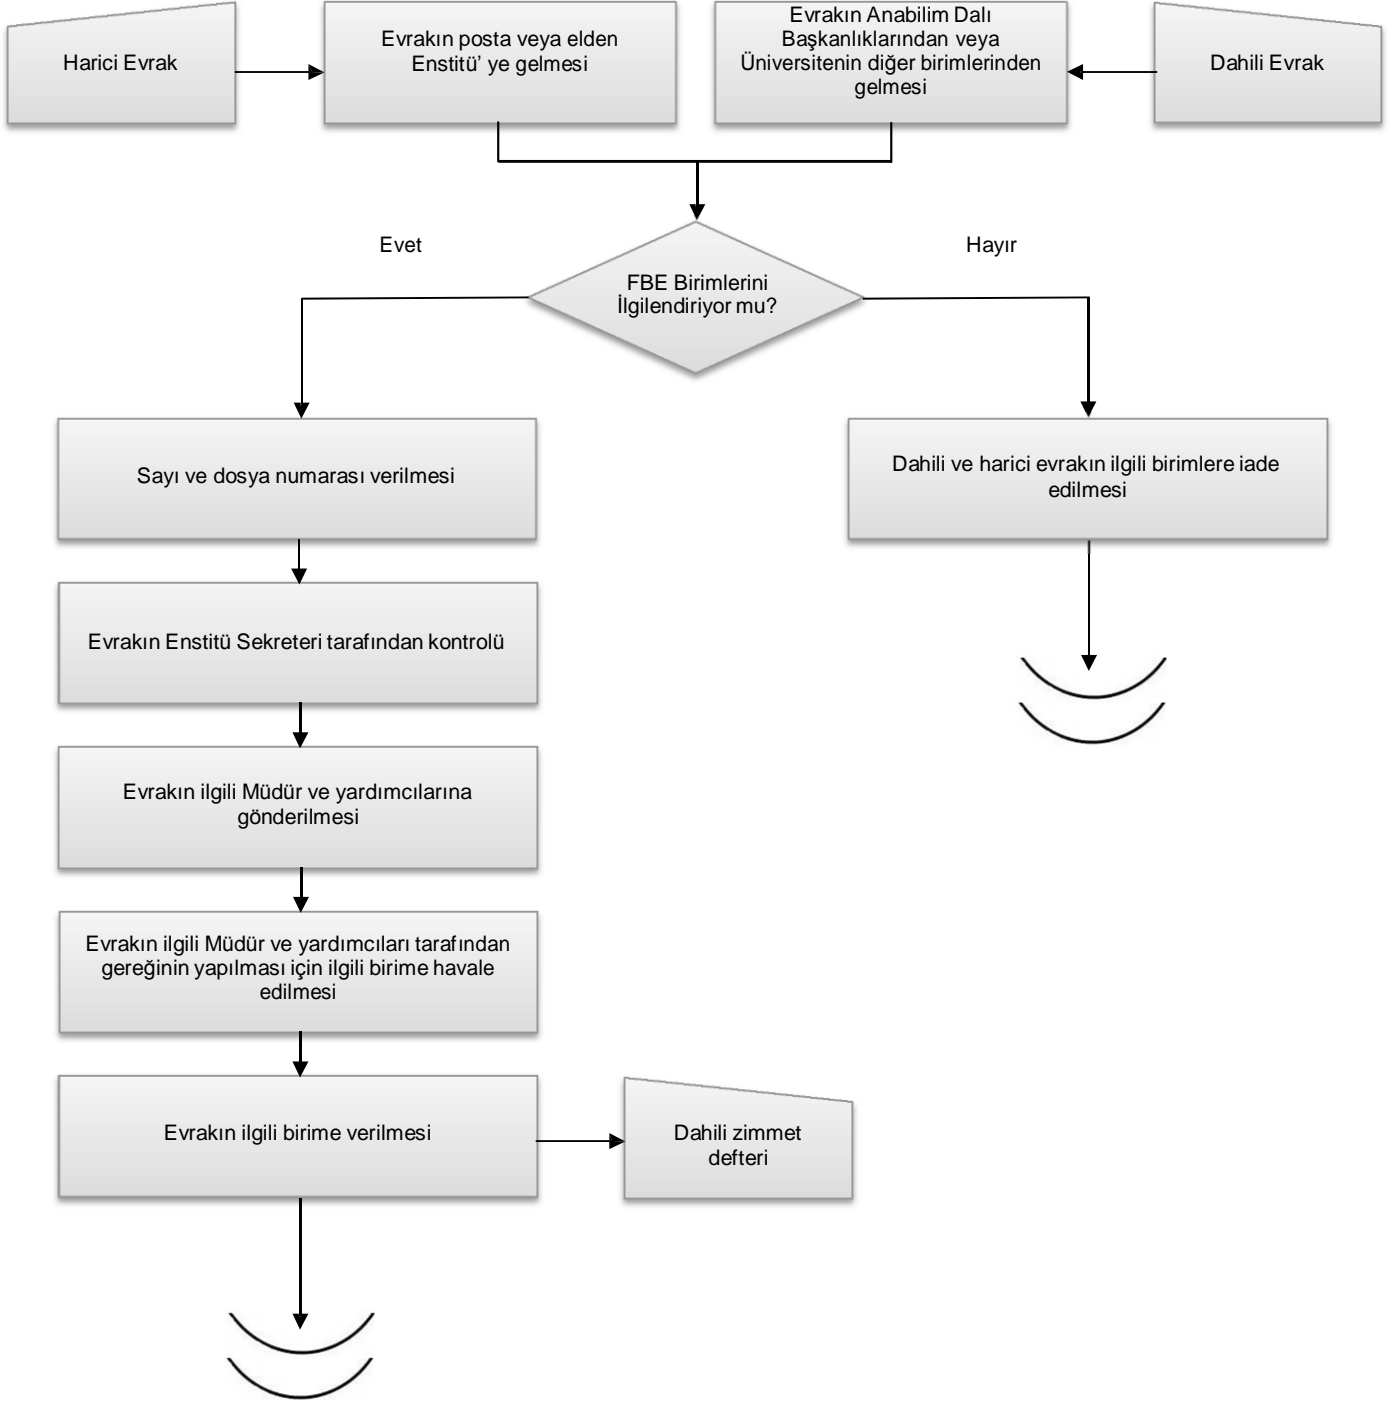 Harici Evrak
Evrakın posta veya elden
Enstitü' ye gelmesi
Evrakın Anabilim Dalı
Başkanlıklarından veya
Üniversitenin diğer birimlerinden
gelmesi
Dahili Evrak
Evet
Hayır
FBE Birimlerini
İlgilendiriyor mu?
Sayı ve dosya numarası verilmesi
Dahili ve harici evrakın ilgili birimlere iade
edilmesi
Evrakın Enstitü Sekreteri tarafından kontrolü
Evrakın ilgili Müdür ve yardımcılarına
gönderilmesi
Evrakın ilgili Müdür ve yardımcıları tarafından
gereğinin yapılması için ilgili birime havale
edilmesi
Evrakın ilgili birime verilmesi
Dahili zimmet
defteri